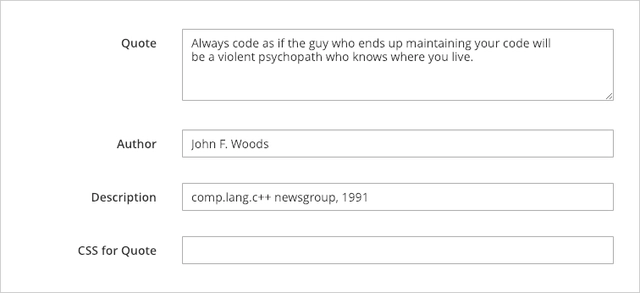 Quote
Always code as if the guy who ends up maintaining your code will
be a violent psychopath who knows where you live.
Author
John F. Woods
Description
comp.lang.c++ newsgroup, 1991
CSS for Quote